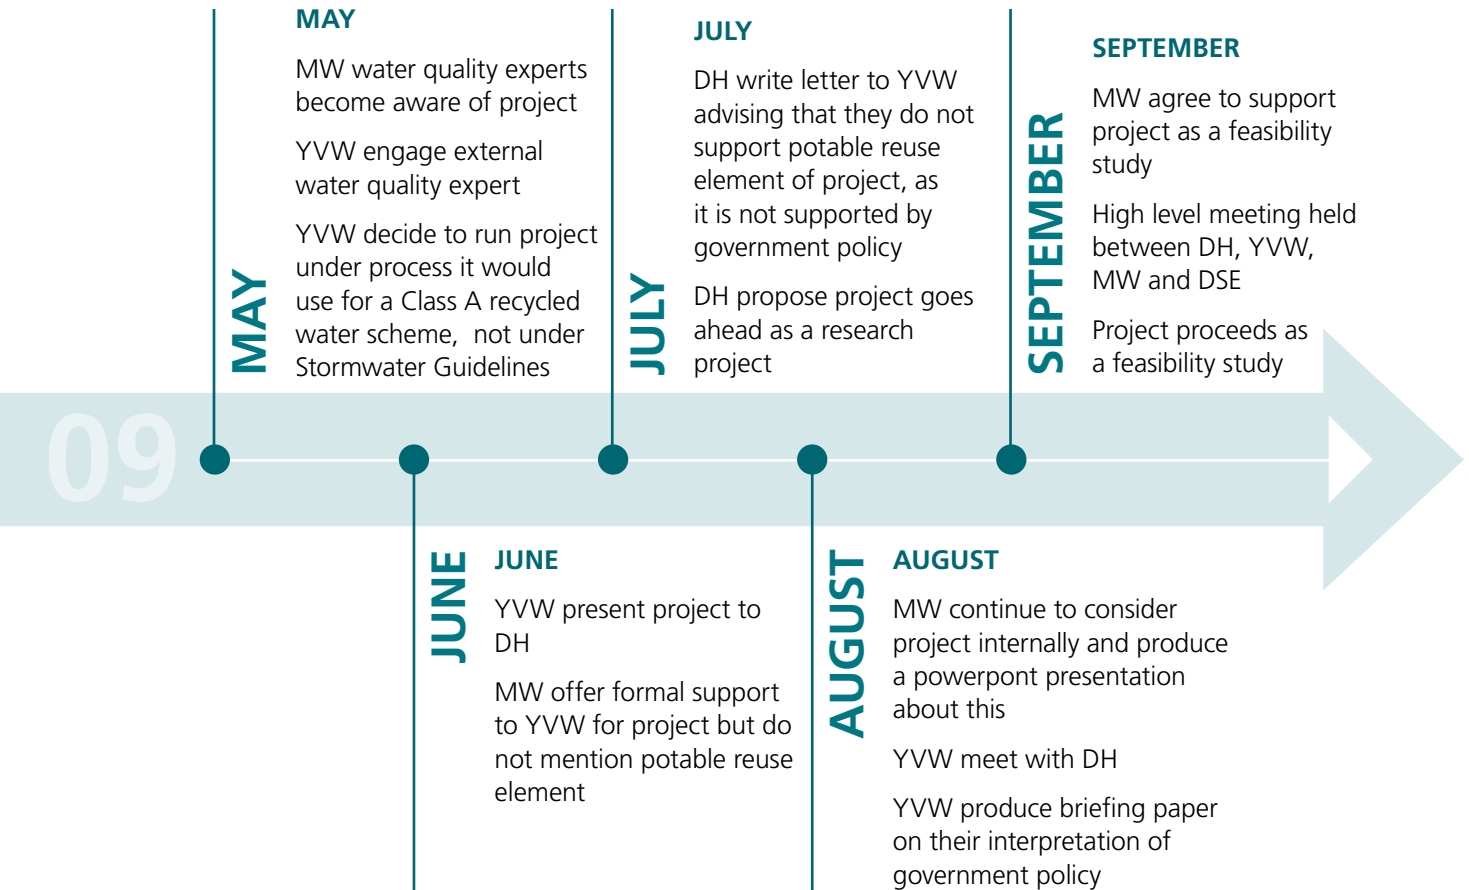 MAY
MAY
MW water quality experts
become aware of project
YVW engage external
water quality expert
YVW decide to run project
under process it would
use for a Class A recycled
water scheme,  not under
Stormwater Guidelines
JULY
JULY
DH write letter to YVW
advising that they do not
support potable reuse
element of project, as
it is not supported by
government policy
DH propose project goes
ahead as a research
project
SEPTEMBER
SEPTEMBER
MW agree to support
project as a feasibility
study
High level meeting held
between DH, YVW,
MW and DSE
Project proceeds as
a feasibility study
09
JUNE
JUNE
YVW present project to
DH
MW offer formal support
to YVW for project but do
not mention potable reuse
element
AUGUST
AUGUST
MW continue to consider
project internally and produce
a powerpont presentation
about this
YVW meet with DH
YVW produce briefing paper
on their interpretation of
government policy